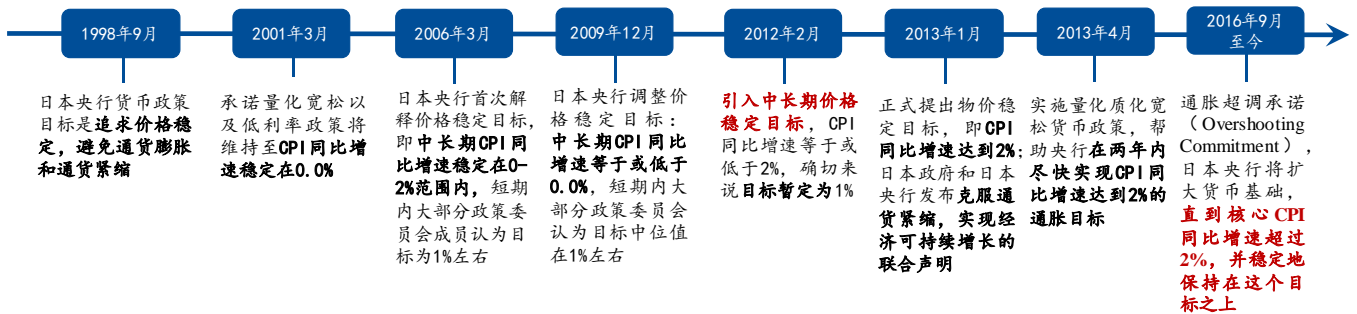 1998年9月
日本央行货币政策
目标是追求价格稳
定，避免通货膨胀
和通货紧缩
2001年3月
承诺量化宽松以
及低利率政策将
维持至CPI同比增
速稳定在0.0%
2006年3月
日本央行首次解
释价格稳定目标，
即中长期CPI同
比增速稳定在0-
2%范围内，短期
内大部分政策委
员会成员认为目
标为1%左右
2009年12月
日本央行调整价
格稳定目标：
中长期CPI同比
增速等于或低于
0.0%，短期内大
部分政策委员会
认为目标中位值
在1%左右
2012年2月
引入中长期价格
稳定目标，CPI
同比增速等于或
低于2%，确切来
说目标暂定为1%
2013年1月
正式提出物价稳
定目标，即CPI
同比增速达到2%；
日本政府和日本
央行发布克服通
货紧缩，实现经
济可持续增长的
联合声明
2013年4月
实施量化质化宽
松货币政策，帮
助央行在两年内
尽快实现CPI同
比增速达到2%的
通胀目标
2016年9月
至今
通胀超调承诺
（Overshooting
Commitment），
日本央行将扩
大货币基础，
直到核心CPI
同比增速超过
2%，并稳定地
保持在这个目
标之上